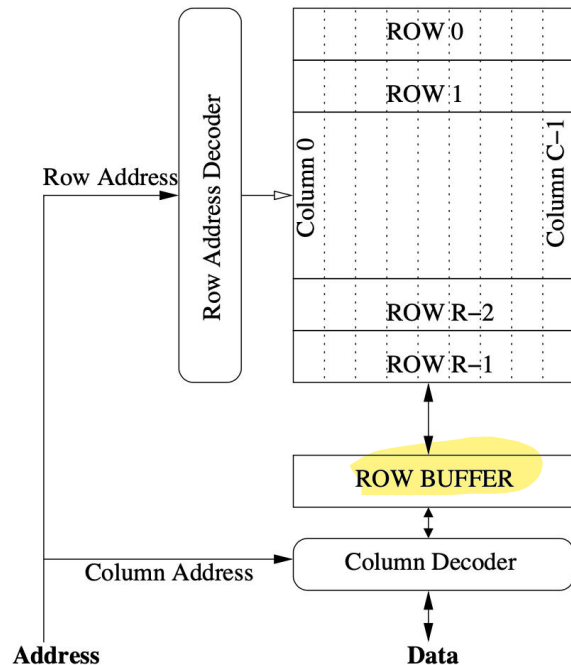 ROW 0
ROW 1
Column 0
Column C−1
Row Address
Row Address Decoder
ROW R−2
ROW R−1
ROW BUFFER
Column Decoder
Column Address
Address
Data